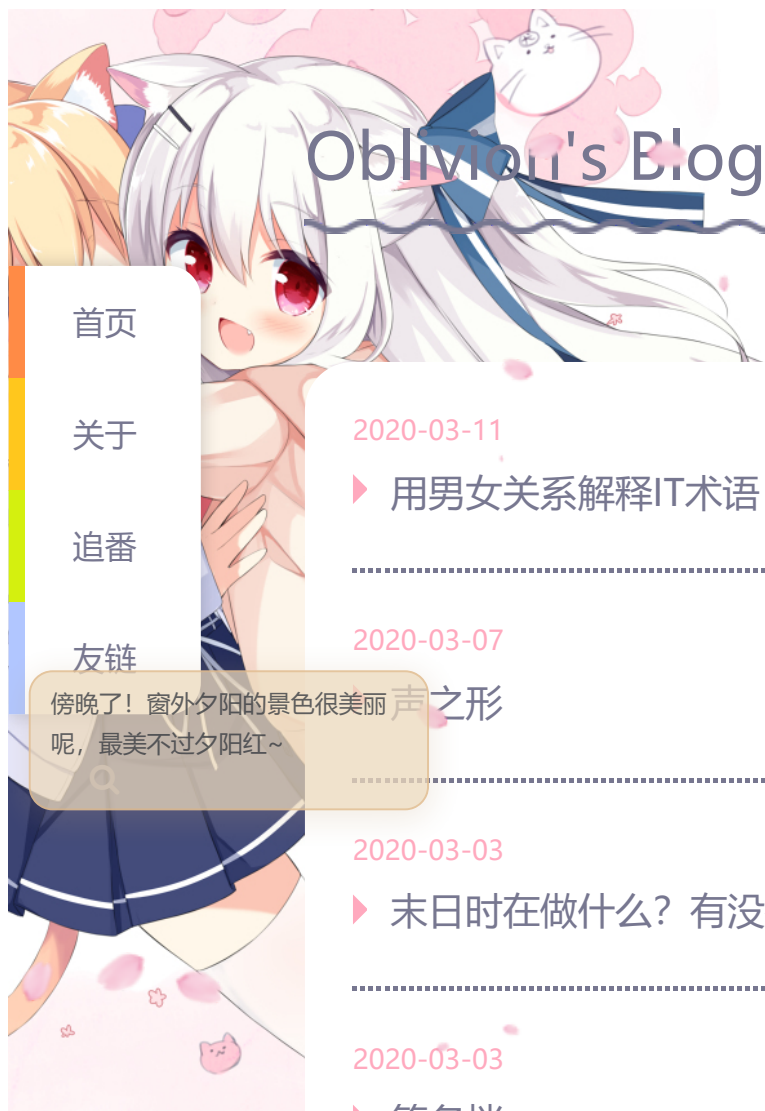 Oblivion's Blog
首页
关于
追番
友链
傍晚了！窗外夕阳的景色很美丽
呢，最美不过夕阳红~
2020-03-11
用男女关系解释IT术语
2020-03-07
声之形
2020-03-03
末日时在做什么？有没
2020-03-03